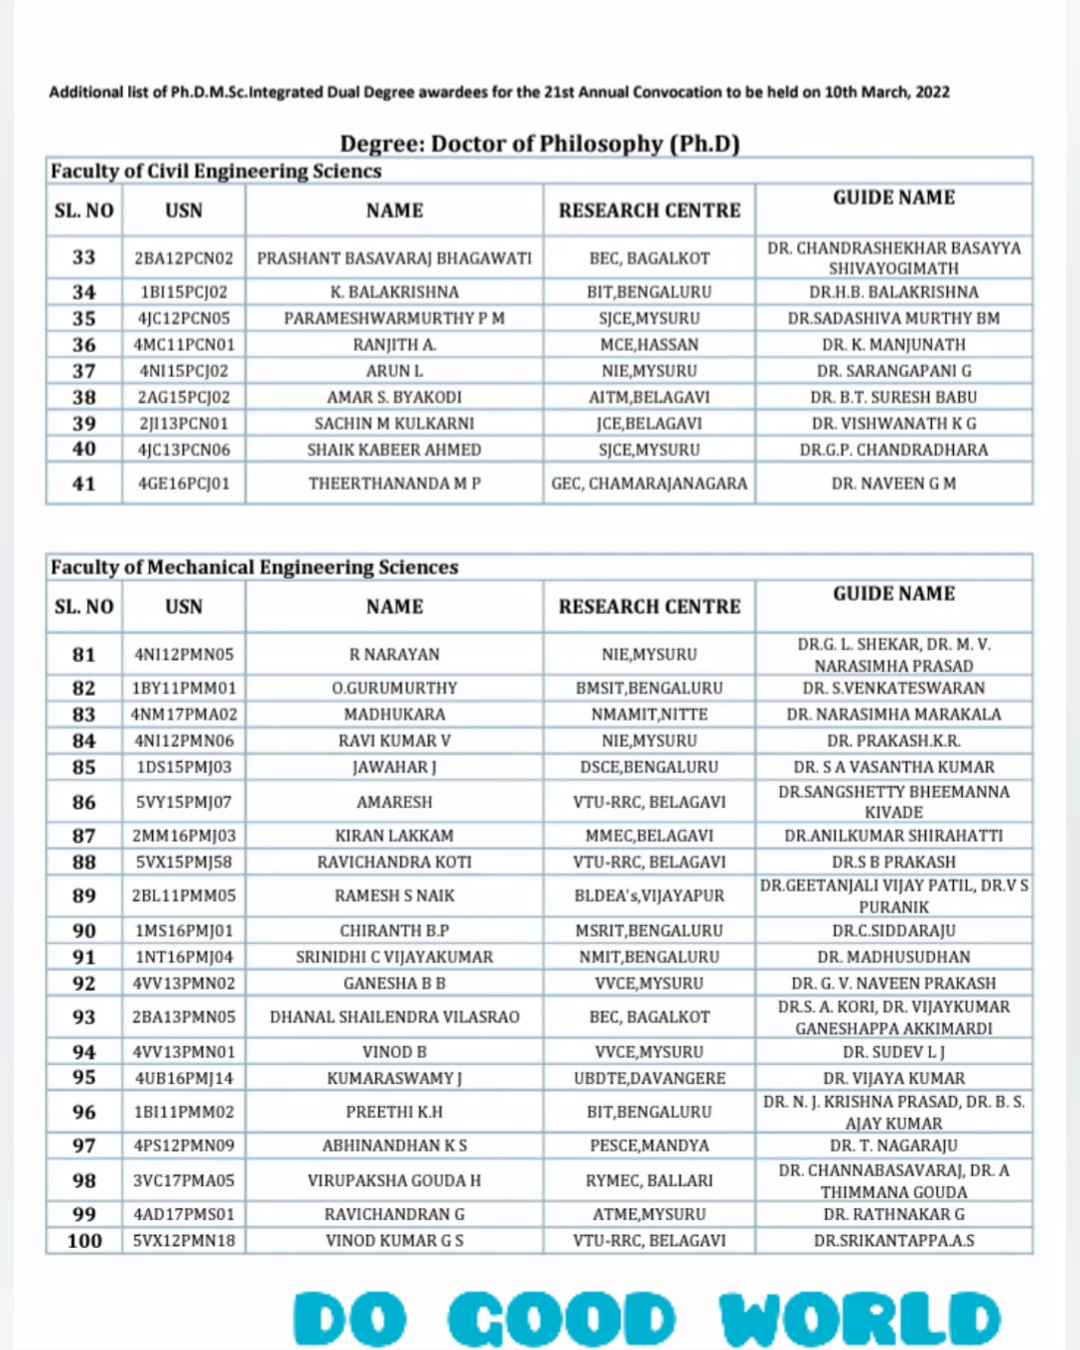 Additional list of Ph.D.M.Sc.Integrated Dual Degree awardees for the 21st Annual Convocation to be held on 10th March, 2022
Degree: Doctor of Philosophy (Ph.D)
Faculty of Civil Engineering Sciencs
SL. NO USN NAME RESEARCH CENTRE GUIDE NAME
33 2BA12PCN02 PRASHANT BASAVARAJ BHAGAWATI BEC, BAGALKOT DR. CHANDRASHEKHAR BASAYYA
SHIVAYOGIMATH
34 1BI15PCJ02 K. BALAKRISHNA BIT,BENGALURU DR.H.B. BALAKRISHNA
35 4JC12PCN05 PARAMESHWARMURTHY P M SJCE,MYSURU DR.SADASHIVA MURTHY BM
36 4MC11PCN01 RANJITH A. MCE,HASSAN DR. K. MANJUNATH
37 4NI15PCJ02 ARUN L NIE,MYSURU DR. SARANGAPANI G
38 2AG15PCJ02 AMAR S. BYAKODI AITM,BELAGAVI DR. B.T. SURESH BABU
39 2JI13PCN01 SACHIN M KULKARNI JCE,BELAGAVI DR. VISHWANATH K G
40 4JC13PCN06 SHAIK KABEER AHMED SJCE,MYSURU DR.G.P. CHANDRADHARA
41 4GE16PCJ01 THEERTHANANDA M P GEC, CHAMARAJANAGARA DR. NAVEEN G M
Faculty of Mechanical Engineering Sciences
SL. NO USN NAME RESEARCH CENTRE GUIDE NAME
81 4NI12PMN05 R NARAYAN NIE,MYSURU DR.G. L. SHEKAR, DR. M. V.
NARASIMHA PRASAD
82 1BY11PMM01 O.GURUMURTHY BMSIT,BENGALURU DR. S.VENKATESWARAN
83 4NM17PMA02 MADHUKARA NMAMIT,NITTE DR. NARASIMHA MARAKALA
84 4NI12PMN06 RAVI KUMAR V NIE,MYSURU DR. PRAKASH.K.R.
85 1DS15PMJ03 JAWAHAR J DSCE,BENGALURU DR. S A VASANTHA KUMAR
86 5VY15PMJ07 AMARESH VTU-RRC, BELAGAVI DR.SANGSHETTY BHEEMANNA
KIVADE
87 2MM16PMJ03 KIRAN LAKKAM MMEC,BELAGAVI DR.ANILKUMAR SHIRAHATTI
88 5VX15PMJ58 RAVICHANDRA KOTI VTU-RRC, BELAGAVI DR.S B PRAKASH
89 2BL11PMM05 RAMESH S NAIK BLDEA's,VIJAYAPUR DR.GEETANJALI VIJAY PATIL, DR.V S
PURANIK
90 1MS16PMJ01 CHIRANTH B.P MSRIT,BENGALURU DR.C.SIDDARAJU
91 1NT16PMJ04 SRINIDHI C VIJAYAKUMAR NMIT,BENGALURU DR. MADHUSUDHAN
92 4VV13PMN02 GANESHA B B VVCE,MYSURU DR. G. V. NAVEEN PRAKASH
93 2BA13PMN05 DHANAL SHAILENDRA VILASRAO BEC, BAGALKOT DR.S. A. KORI, DR. VIJAYKUMAR
GANESHAPPA AKKIMARDI
94 4VV13PMN01 VINOD B VVCE,MYSURU DR. SUDEV L J
95 4UB16PMJ14 KUMARASWAMY J UBDTE,DAVANGERE DR. VIJAYA KUMAR
96 1BI11PMM02 PREETHI K.H BIT,BENGALURU DR. N. J. KRISHNA PRASAD, DR. B. S.
AJAY KUMAR
97 4PS12PMN09 ABHINANDHAN K S PESCE,MANDYA DR. T. NAGARAJU
98 3VC17PMA05 VIRUPAKSHA GOUDA H RYMEC, BALLARI DR. CHANNABASAVARAJ, DR. A
THIMMANA GOUDA
99 4AD17PMS01 RAVICHANDRAN G ATME,MYSURU DR. RATHNAKAR G
100 5VX12PMN18 VINOD KUMAR G S VTU-RRC, BELAGAVI DR.SRIKANTAPPA.A.S
DO GOOD WORLD